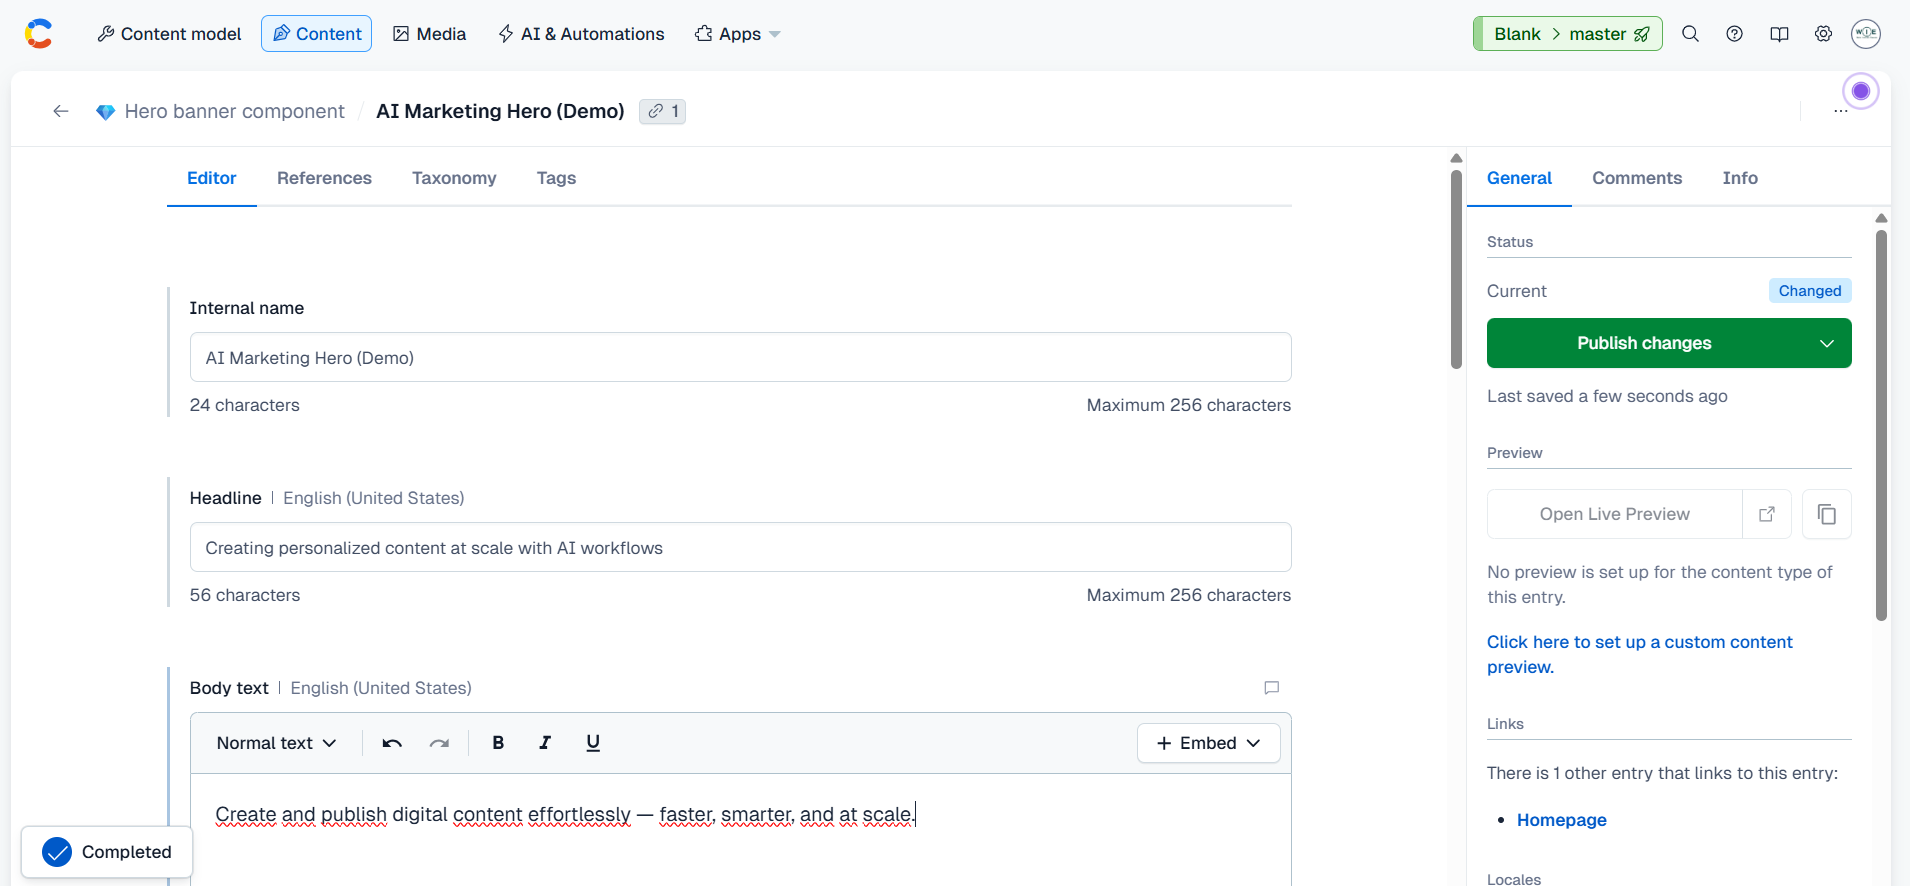 Content model
Content
Media
AI & Automations
Apps
Blank > master
WIE
Hero banner component / AI Marketing Hero (Demo)
1
...
Editor
References
Taxonomy
Tags
Internal name
AI Marketing Hero (Demo)
24 characters
Maximum 256 characters
Headline | English (United States)
Creating personalized content at scale with AI workflows
56 characters
Maximum 256 characters
Body text | English (United States)
Normal text
B
I
U
+ Embed
Create and publish digital content effortlessly — faster, smarter, and at scale.
Completed
General
Comments
Info
Status
Current
Changed
Publish changes
Last saved a few seconds ago
Preview
Open Live Preview
No preview is set up for the content type of
this entry.
Click here to set up a custom content
preview.
Links
There is 1 other entry that links to this entry:
• Homepage
Locales